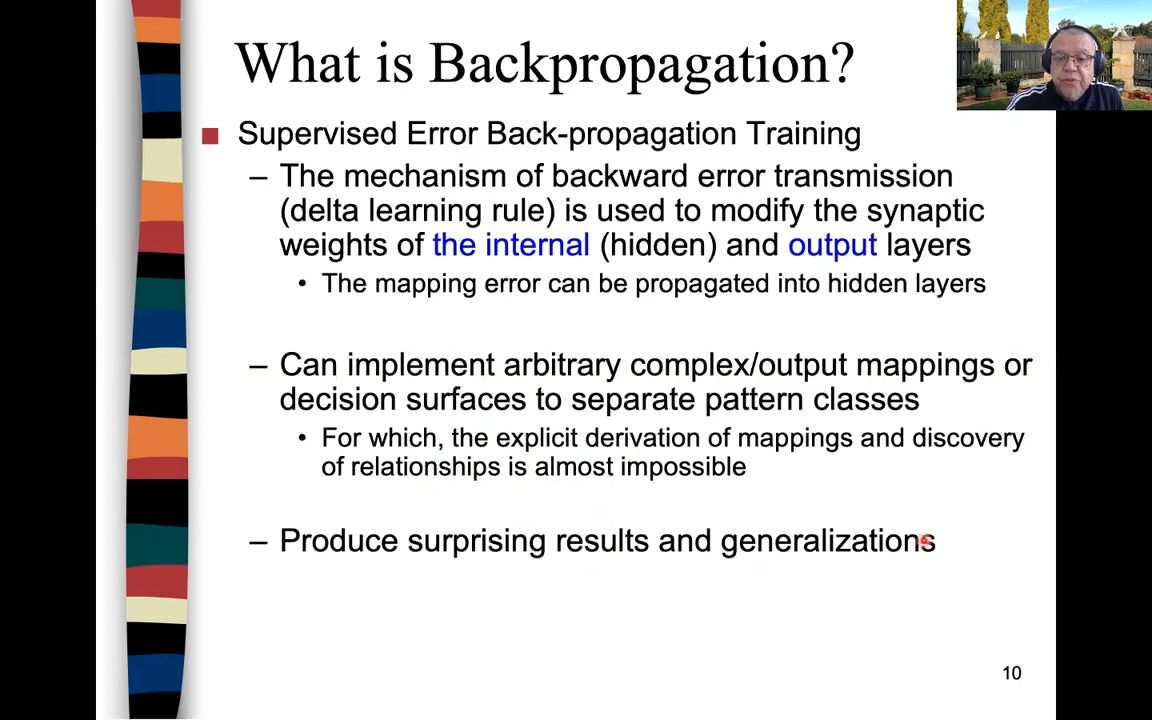 What is Backpropagation?
■ Supervised Error Back-propagation Training
– The mechanism of backward error transmission
(delta learning rule) is used to modify the synaptic
weights of the internal (hidden) and output layers
• The mapping error can be propagated into hidden layers
– Can implement arbitrary complex/output mappings or
decision surfaces to separate pattern classes
• For which, the explicit derivation of mappings and discovery
of relationships is almost impossible
– Produce surprising results and generalizations
10